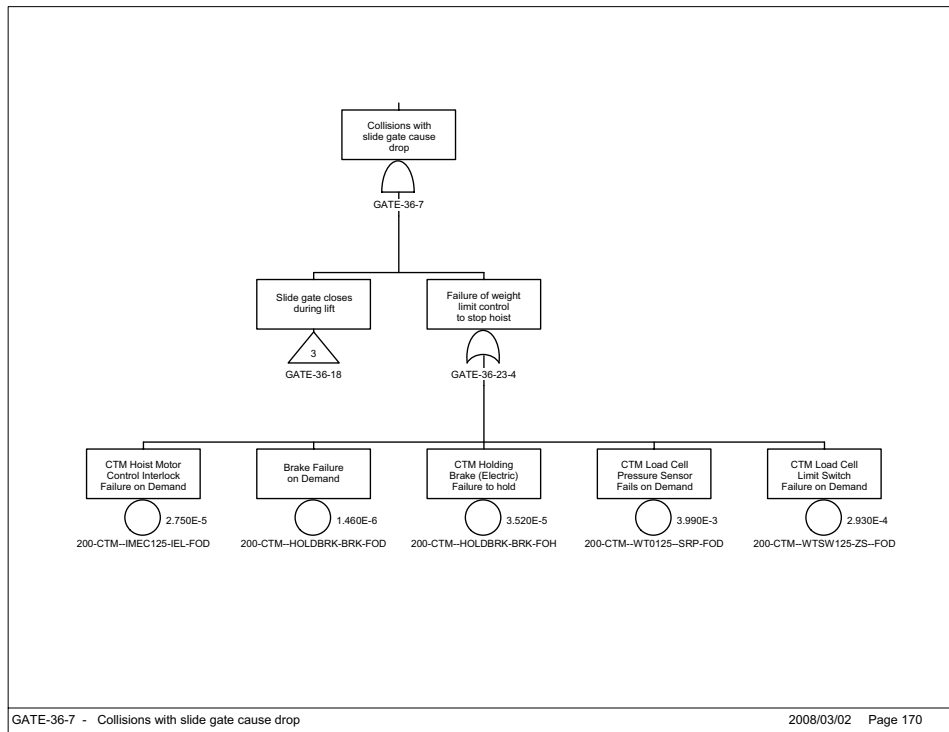 Collisions with
slide gate cause
drop
GATE-36-7
Slide gate closes
during lift
3
GATE-36-18
Failure of weight
limit control
to stop hoist
GATE-36-23-4
CTM Hoist Motor
Control Interlock
Failure on Demand
2.750E-5
200-CTM--IMEC125-IEL-FOD
Brake Failure
on Demand
1.460E-6
200-CTM--HOLDBRK-BRK-FOD
CTM Holding
Brake (Electric)
Failure to hold
3.520E-5
200-CTM--HOLDBRK-BRK-FOH
CTM Load Cell
Pressure Sensor
Fails on Demand
3.990E-3
200-CTM--WT0125--SRP-FOD
CTM Load Cell
Limit Switch
Failure on Demand
2.930E-4
200-CTM--WTSW125-ZS--FOD
GATE-36-7 - Collisions with slide gate cause drop
2008/03/02 Page 170